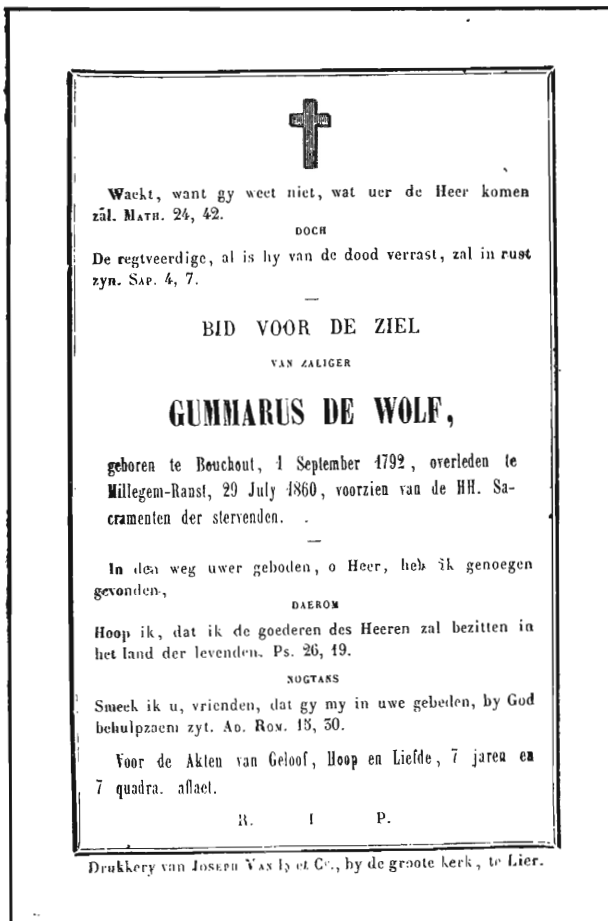 Waekt, want gy weet niet, wat uer de Heer komen
zal. MATH. 24, 42.
DOCH
De regtveerdige, al is hy van de dood verrast, zal in rust
zyn. SAP. 4, 7.
BID VOOR DE ZIEL
VAN ZALIGER
GUMMARUS DE WOLF,
geboren te Bouchout, 1 September 1792, overleden te
Millegem-Ranst, 29 July 1860, voorzien van de HH. Sa-
cramenten der stervenden.
In den weg uwer geboden, o Heer, heb ik genoegen
gevonden,
DAEROM
Hoop ik, dat ik de goederen des Heeren zal bezitten in
het land der levenden. Ps. 26, 19.
NOGTANS
Smeek ik u, vrienden, dat gy my in uwe gebeden, by God
behulpzaem zyt. AD. ROM. 15, 30.
Voor de Akten van Geloof, Hoop en Liefde, 7 jaren en
7 quadra. aflaet.
R. I P.
Drukkery van JOSEPH VAN et Co., by de groote kerk, te Lier.